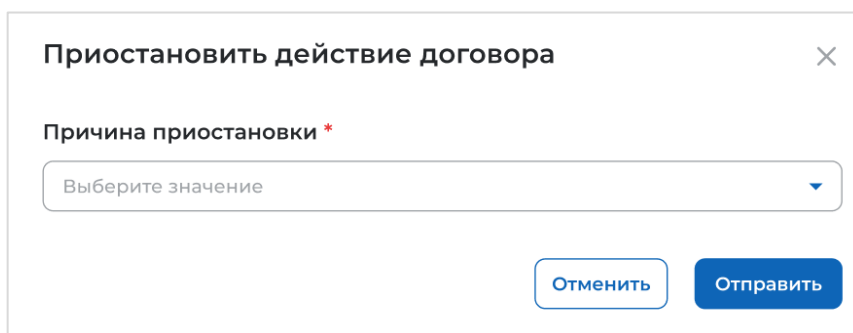 Приостановить действие договора
Причина приостановки *
Выберите значение
Отменить
Отправить